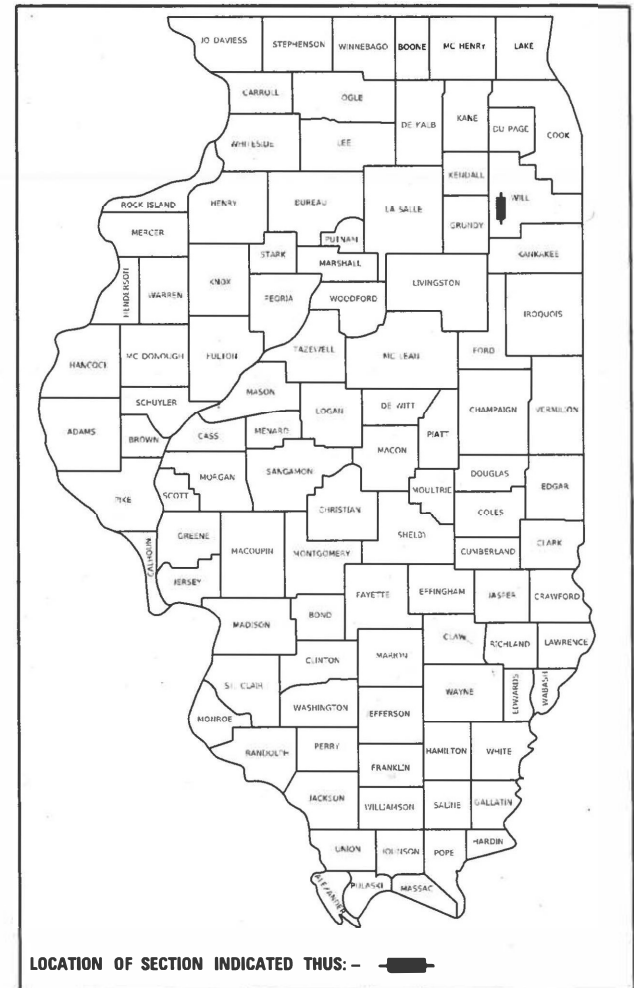 JO DAVIESS STEPHENSON WINNEBAGO BOONE MC HENRY LAKE
CARROLL OGLE DE KALB KANE DU PAGE COOK
WHITESIDE LEE
KENDALL WILL
ROCK ISLAND HENRY BUREAU LA SALLE
GRUNDY
MERCER PUTNAM
STARK MARSHALL KANKAKEE
HENDERSON WARREN KNOX PEORIA WOODFORD LIVINGSTON IROQUOIS
HANCOCK MC DONOUGH FULTON TAZEWELL MC LEAN FORD
MASON
SCHUYLER LOGAN DE WITT CHAMPAIGN VERMILION
ADAMS BROWN CASS MENARD PIATT
MACON
PIKE SCOTT MORGAN SANGAMON MOULTRIE DOUGLAS EDGAR
CHRISTIAN COLES
CALHOUN GREENE MACOUPIN MONTGOMERY SHELBY
CUMBERLAND CLARK
JERSEY
FAYETTE EFFINGHAM JASPER CRAWFORD
MADISON BOND
CLAY RICHLAND LAWRENCE
CLINTON MARION
ST. CLAIR WAYNE EDWARDS WABASH
MONROE WASHINGTON JEFFERSON
RANDOLPH PERRY HAMILTON WHITE
FRANKLIN
JACKSON WILLIAMSON SALINE GALLATIN
UNION JOHNSON POPE HARDIN
ALEXANDER PULASKI MASSAC
LOCATION OF SECTION INDICATED THUS: –